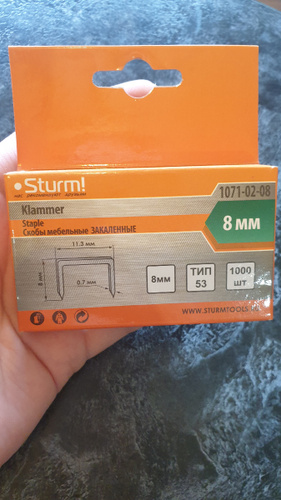 Sturm!
1071-02-08
Klammer
Staple
Скобы мебельные ЗАКАЛЕННЫЕ
8 мм
11.3 мм
8 мм
0.7 мм
8мм
ТИП
53
1000
шт
WWW.STURMTOOLS